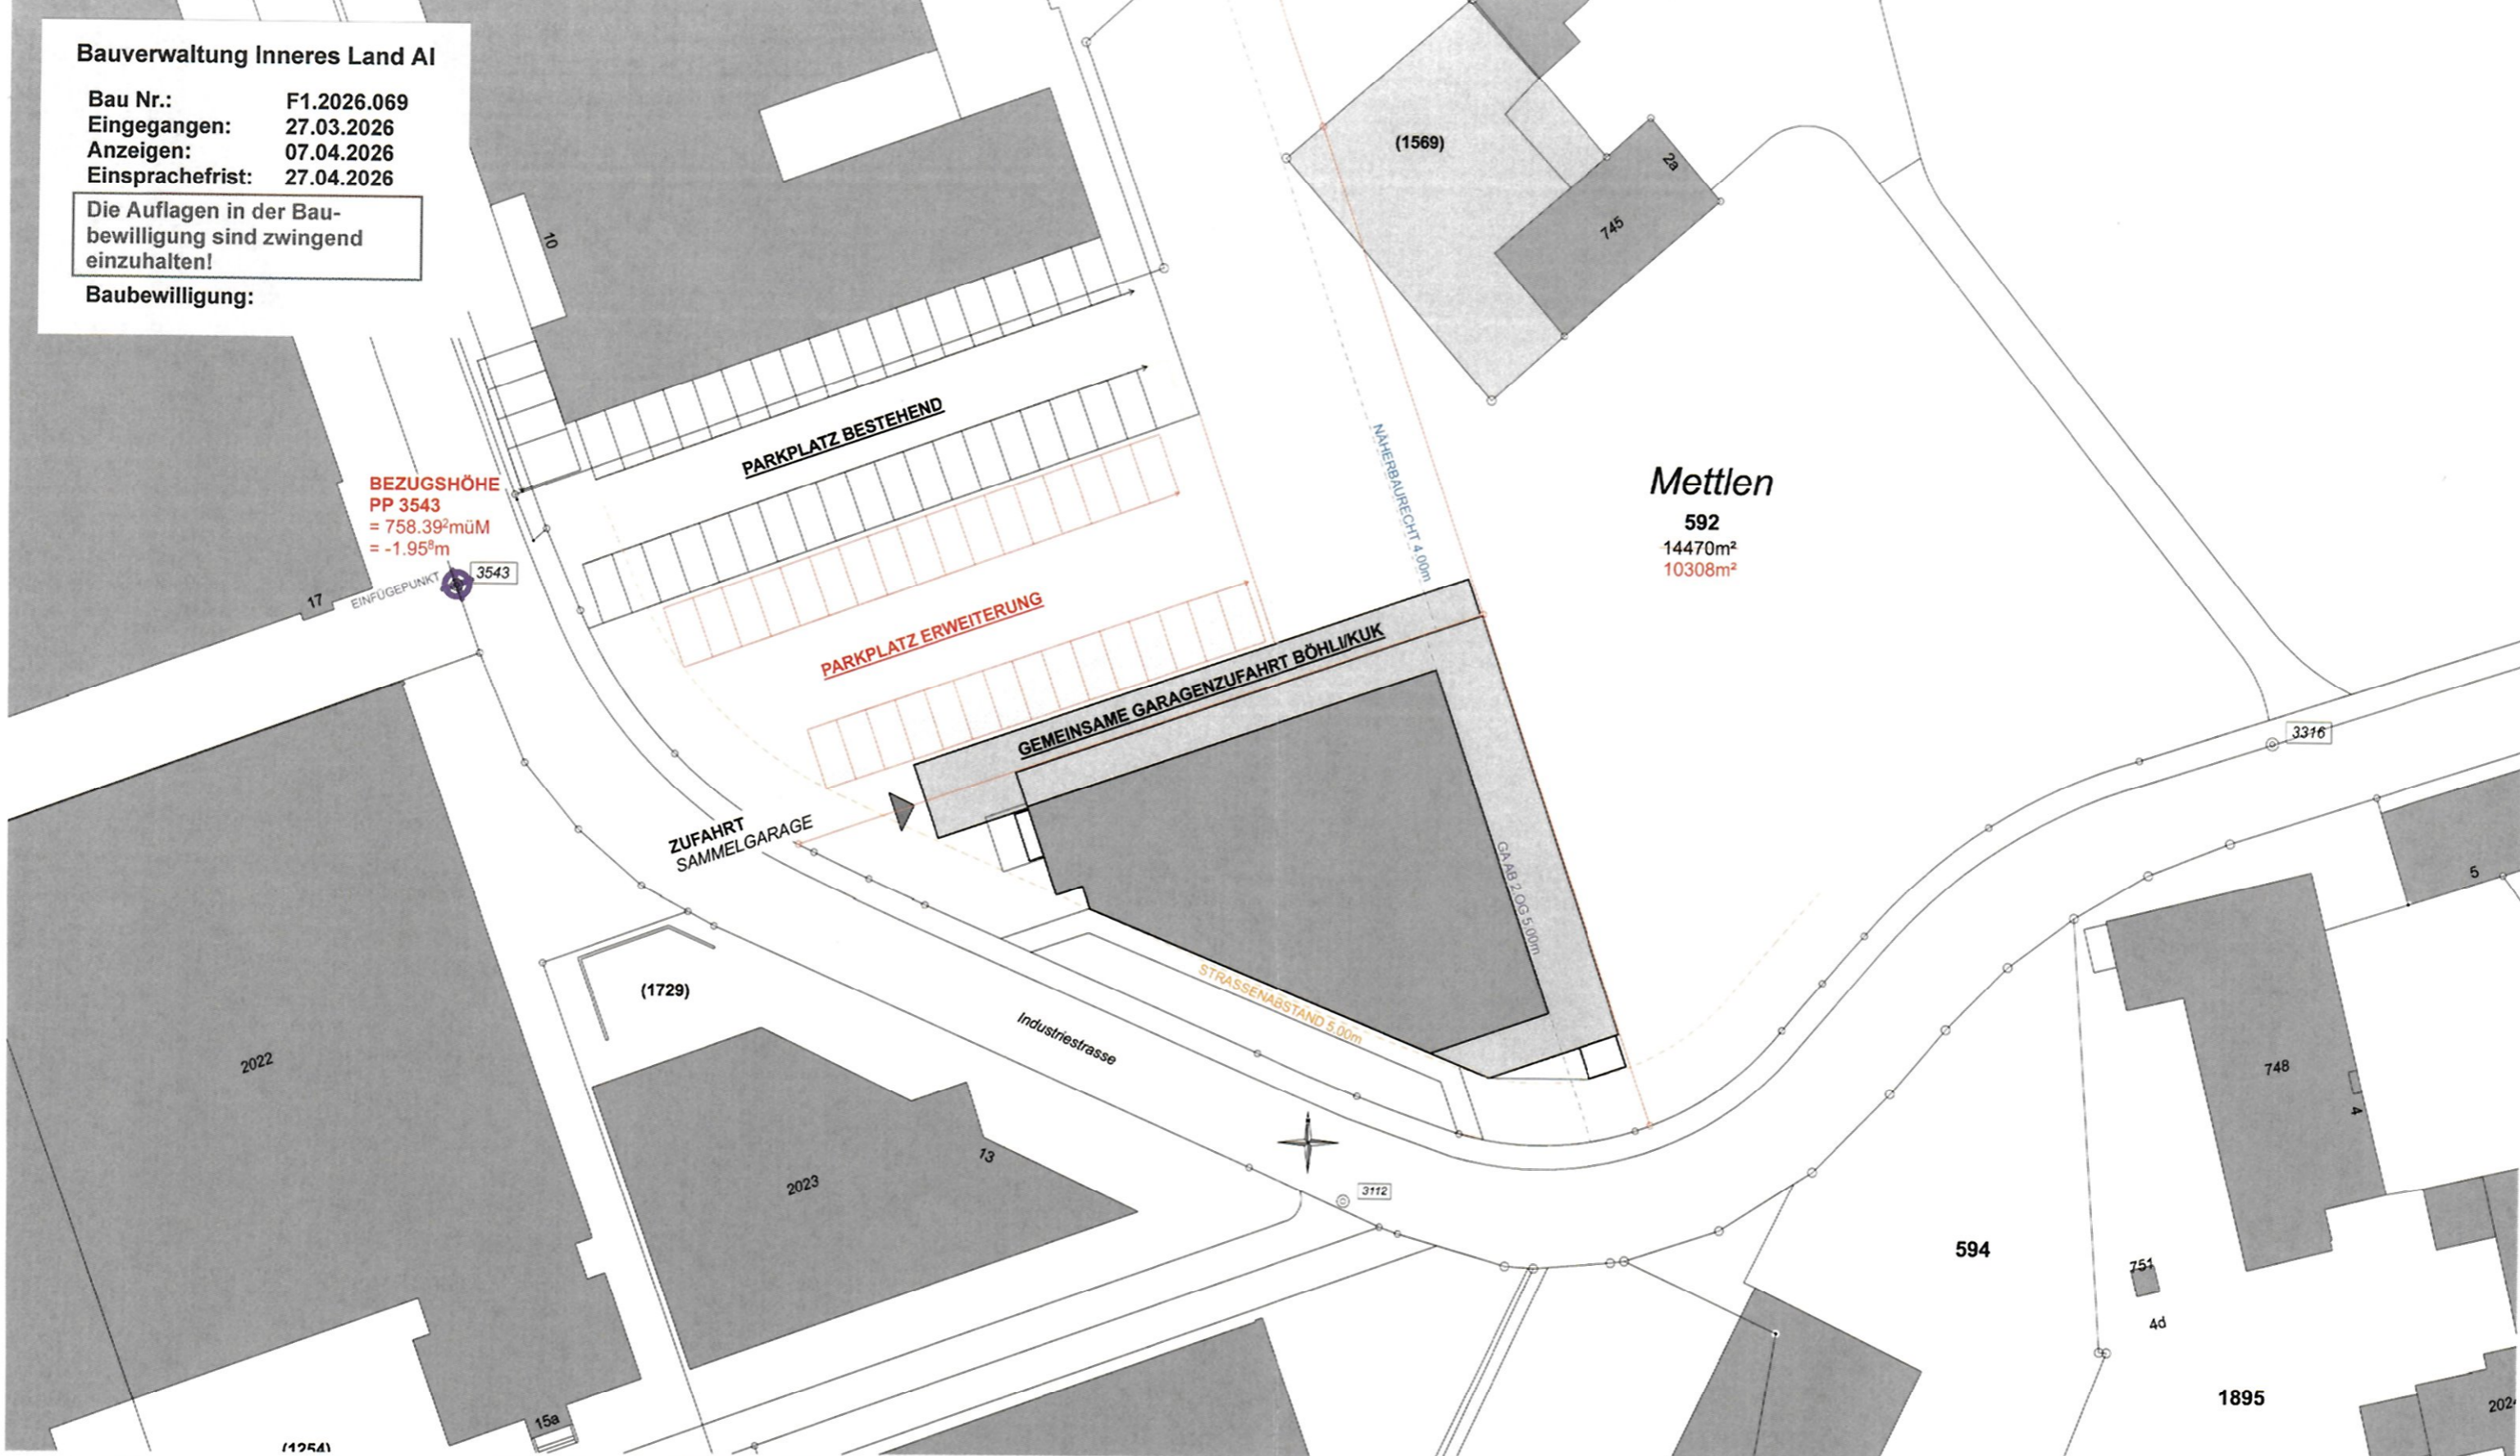 Bauverwaltung Inneres Land AI
Bau Nr.: F1.2026.069
Eingegangen: 27.03.2026
Anzeigen: 07.04.2026
Einsprachefrist: 27.04.2026
Die Auflagen in der Bau-
bewilligung sind zwingend
einzuhalten!
Baubewilligung:
(1569)
2a
745
10
PARKPLATZ BESTEHEND
NÄHERBAURECHT 4.00m
Mettlen
592
14470m²
10308m²
BEZUGSHÖHE
PP 3543
= 758.39²müM
= -1.95⁸m
3543
EINFÜGEPUNKT
17
PARKPLATZ ERWEITERUNG
GEMEINSAME GARAGENZUFAHRT BÖHLI/KUK
3316
ZUFAHRT
SAMMELGARAGE
GA AB 2.OG 5.00m
5
STRASSENABSTAND 5.00m
(1729)
Industriestrasse
2022
748
4
13
2023
3112
594
751
4d
1895
202
15a
(1254)